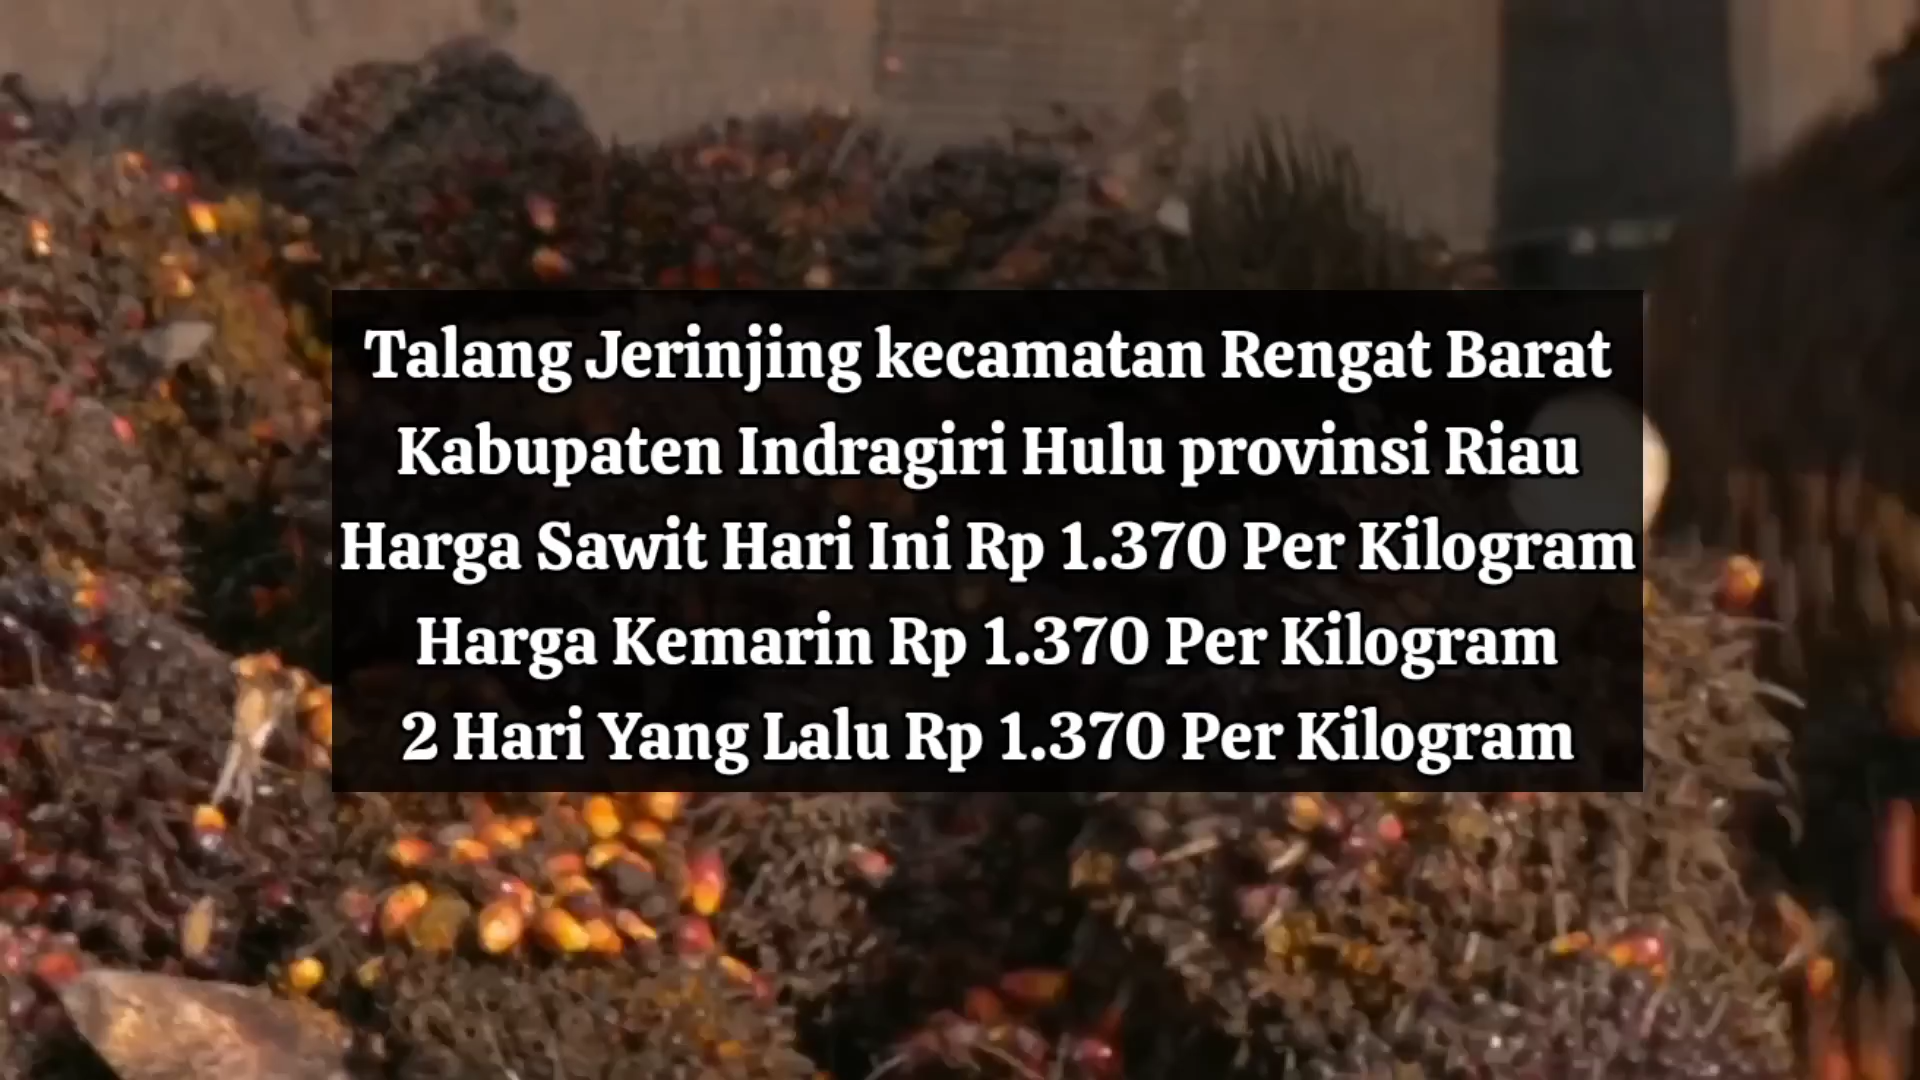 Talang Jerinjing kecamatan Rengat Barat
Kabupaten Indragiri Hulu provinsi Riau
Harga Sawit Hari Ini Rp 1.370 Per Kilogram
Harga Kemarin Rp 1.370 Per Kilogram
2 Hari Yang Lalu Rp 1.370 Per Kilogram